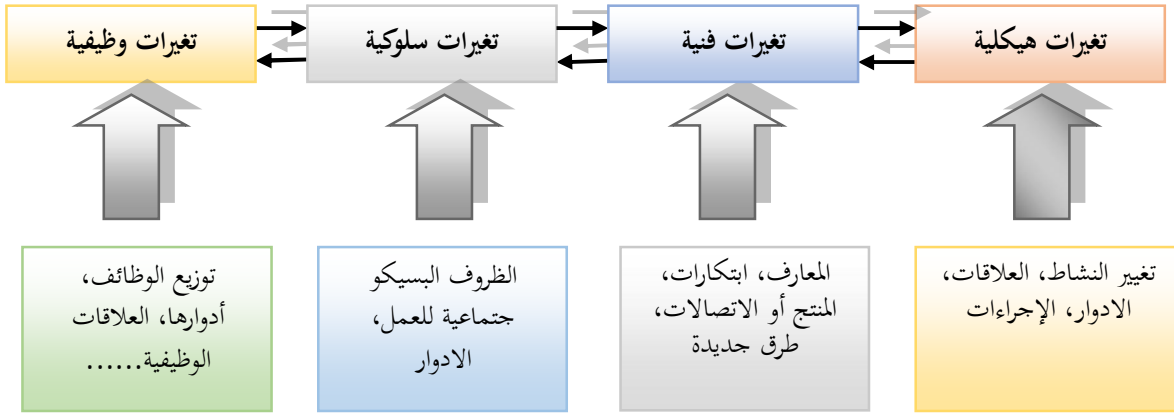 تغيرات هيكلية
تغيرات فنية
تغيرات سلوكية
تغيرات وظيفية
تغيير النشاط، العلاقات،
الادوار، الإجراءات
المعارف، ابتكارات،
المنتج أو الاتصالات،
طرق جديدة
الظروف البسيكو
جتماعية للعمل،
الادوار
توزيع الوظائف،
أدوارها، العلاقات
الوظيفية......